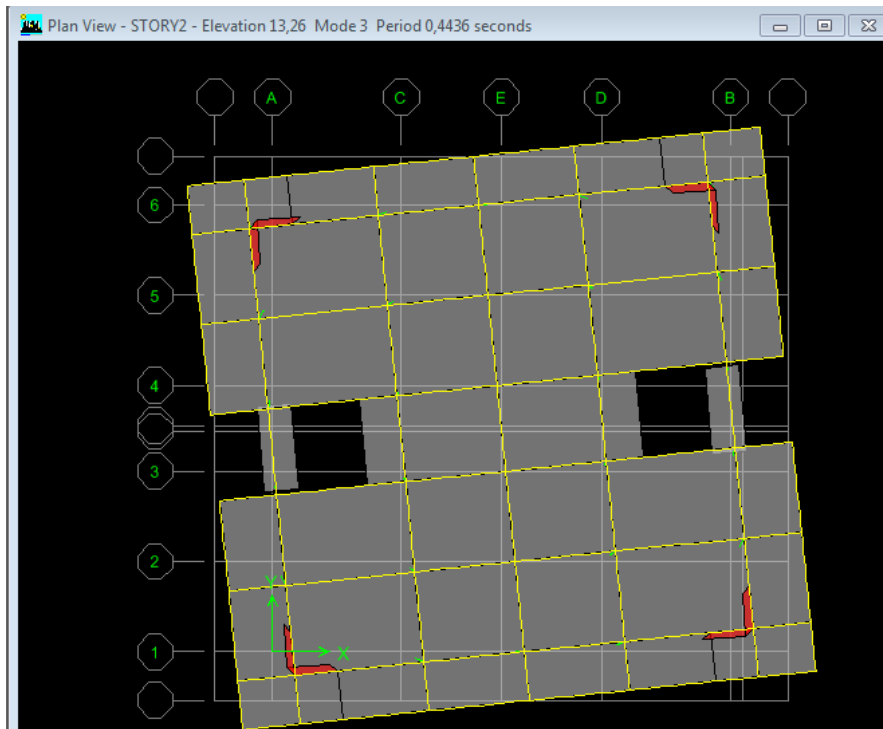 Plan View - STORY2 - Elevation 13,26 Mode 3 Period 0,4436 seconds
A C E D B
6
5
4
3
2
Y
1
X